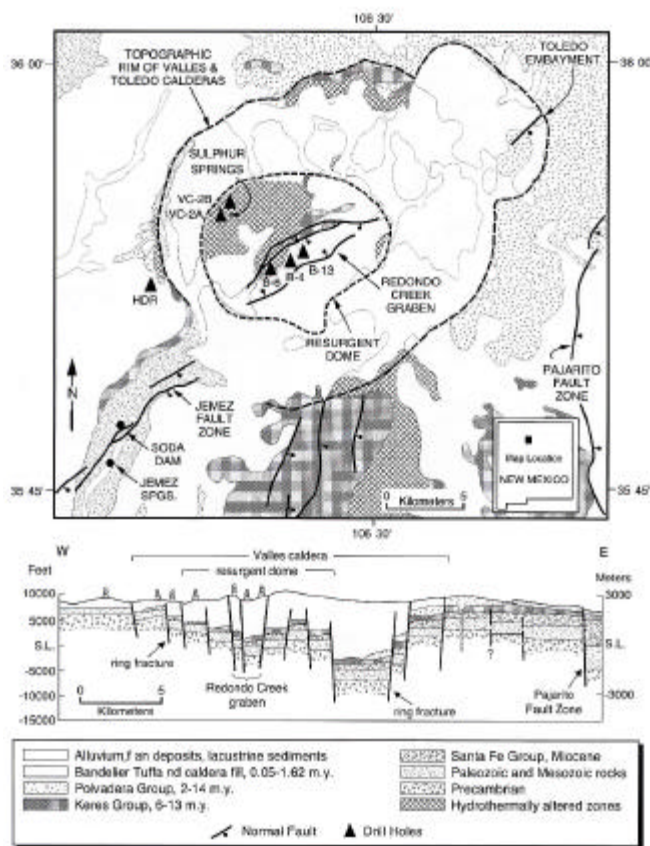 106 30'
36 00'
36 00'
TOPOGRAPHIC
RIM OF VALLES &
TOLEDO CALDERAS
TOLEDO
EMBAYMENT
SULPHUR
SPRINGS
VC-2B
VC-2A
B-13
B-4
B-6
HDR
REDONDO
CREEK
GRABEN
RESURGENT
DOME
N
JEMEZ
FAULT
ZONE
PAJARITO
FAULT
ZONE
SODA
DAM
JEMEZ
SPGS.
Map Location
NEW MEXICO
0 5
Kilometers
35 45'
35 45'
106 30'
W E
Valles caldera
Feet resurgent dome Meters
10000 3000
5000
S.L. S.L.
-5000 ring fracture ?
-10000 -3000
-15000
0 5
Kilometers
Redondo Creek
graben
ring fracture
Pajarito
Fault Zone
Alluvium,f an deposits, lacustrine sediments
Bandelier Tuffa nd caldera fill, 0.05-1.62 m.y.
Polvadera Group, 2-14 m.y.
Keres Group, 6-13 m.y.
Santa Fe Group, Miocene
Paleozoic and Mesozoic rocks
Precambrian
Hydrothermally altered zones
Normal Fault Drill Holes